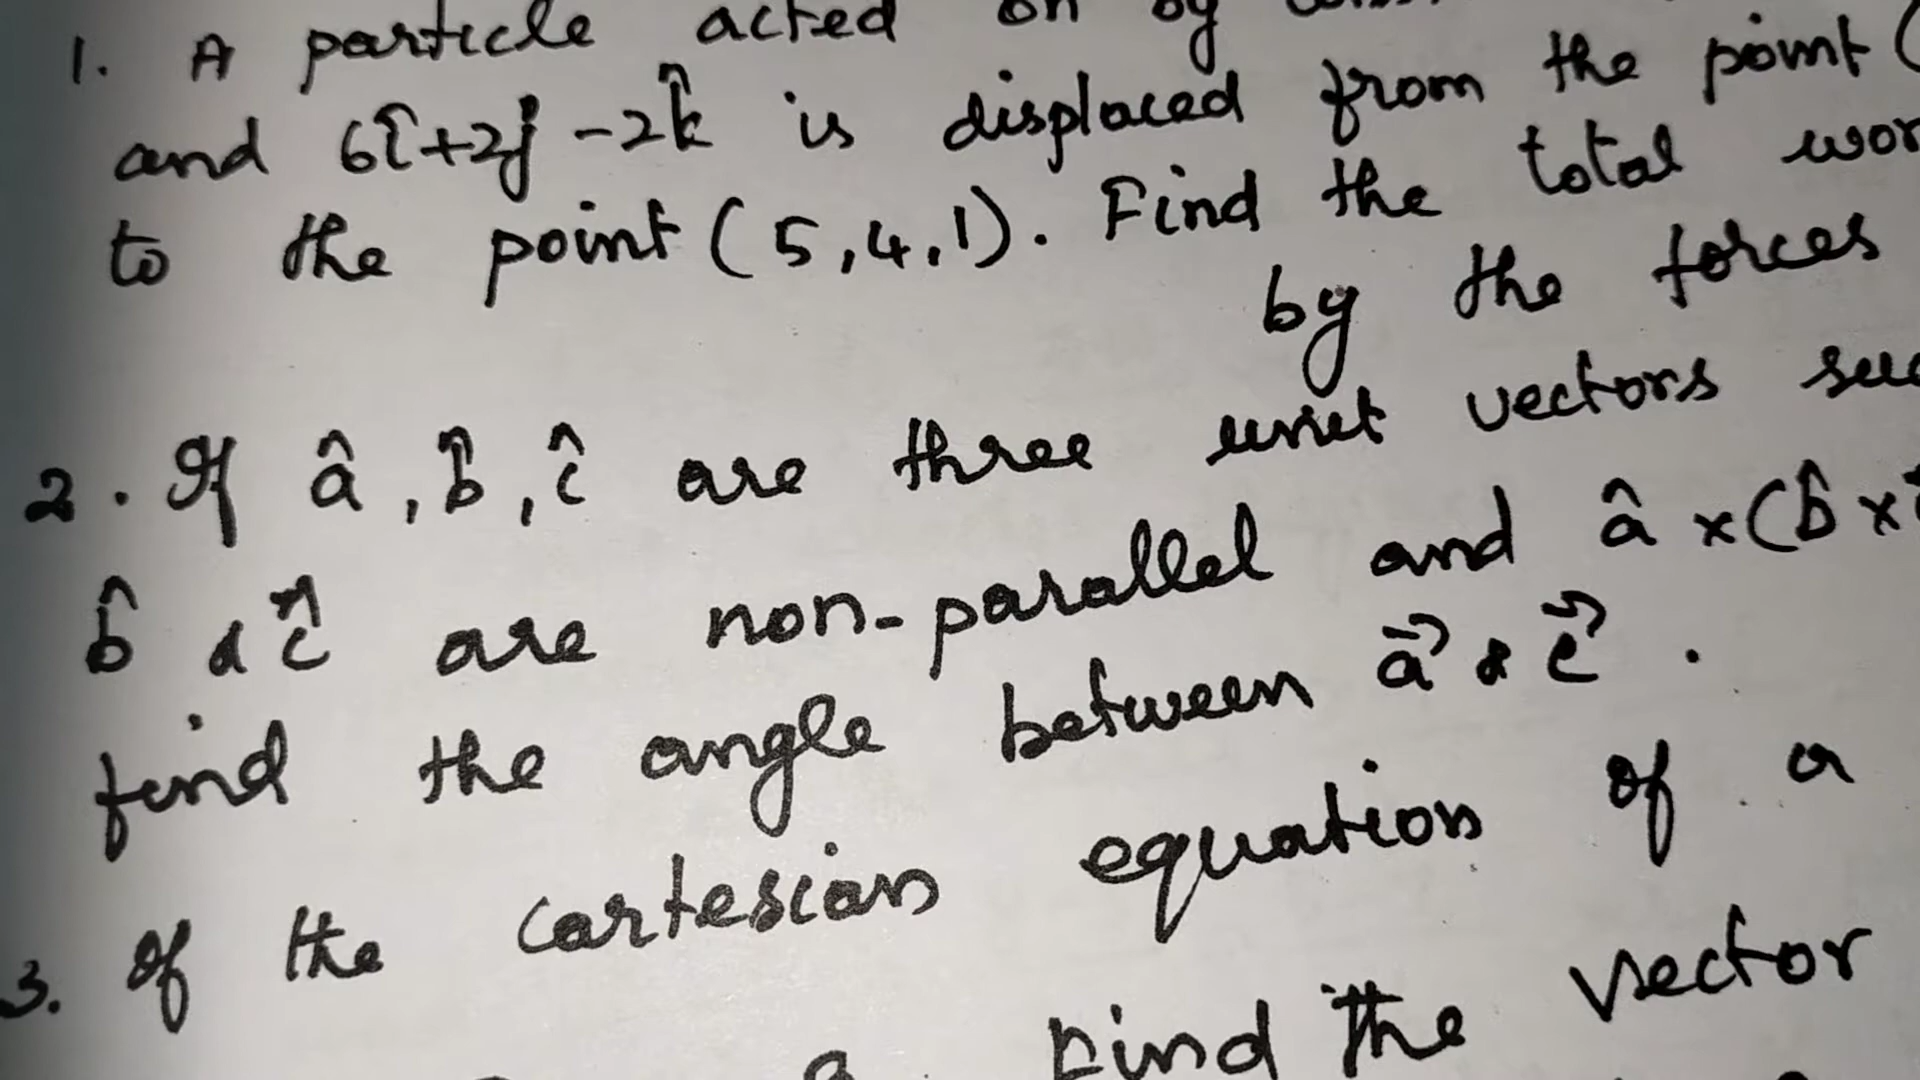 1. A particle acted on by
and 6î+2j -2k̂ is displaced from the point (
to the point (5,4,1). Find the total wor
by the forces
2. If â, b̂, ĉ are three unit vectors suc
b̂ & ĉ are non-parallel and â×(b̂×
find the angle between a⃗ & c⃗.
3. If the cartesian equation of a
Find the vector